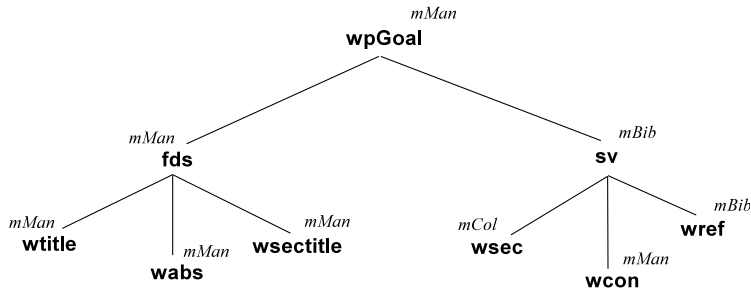 mMan
wpGoal
mMan
fds
mBib
sv
mMan
wtitle
mMan
wabs
mMan
wsectitle
mCol
wsec
mMan
wcon
mBib
wref